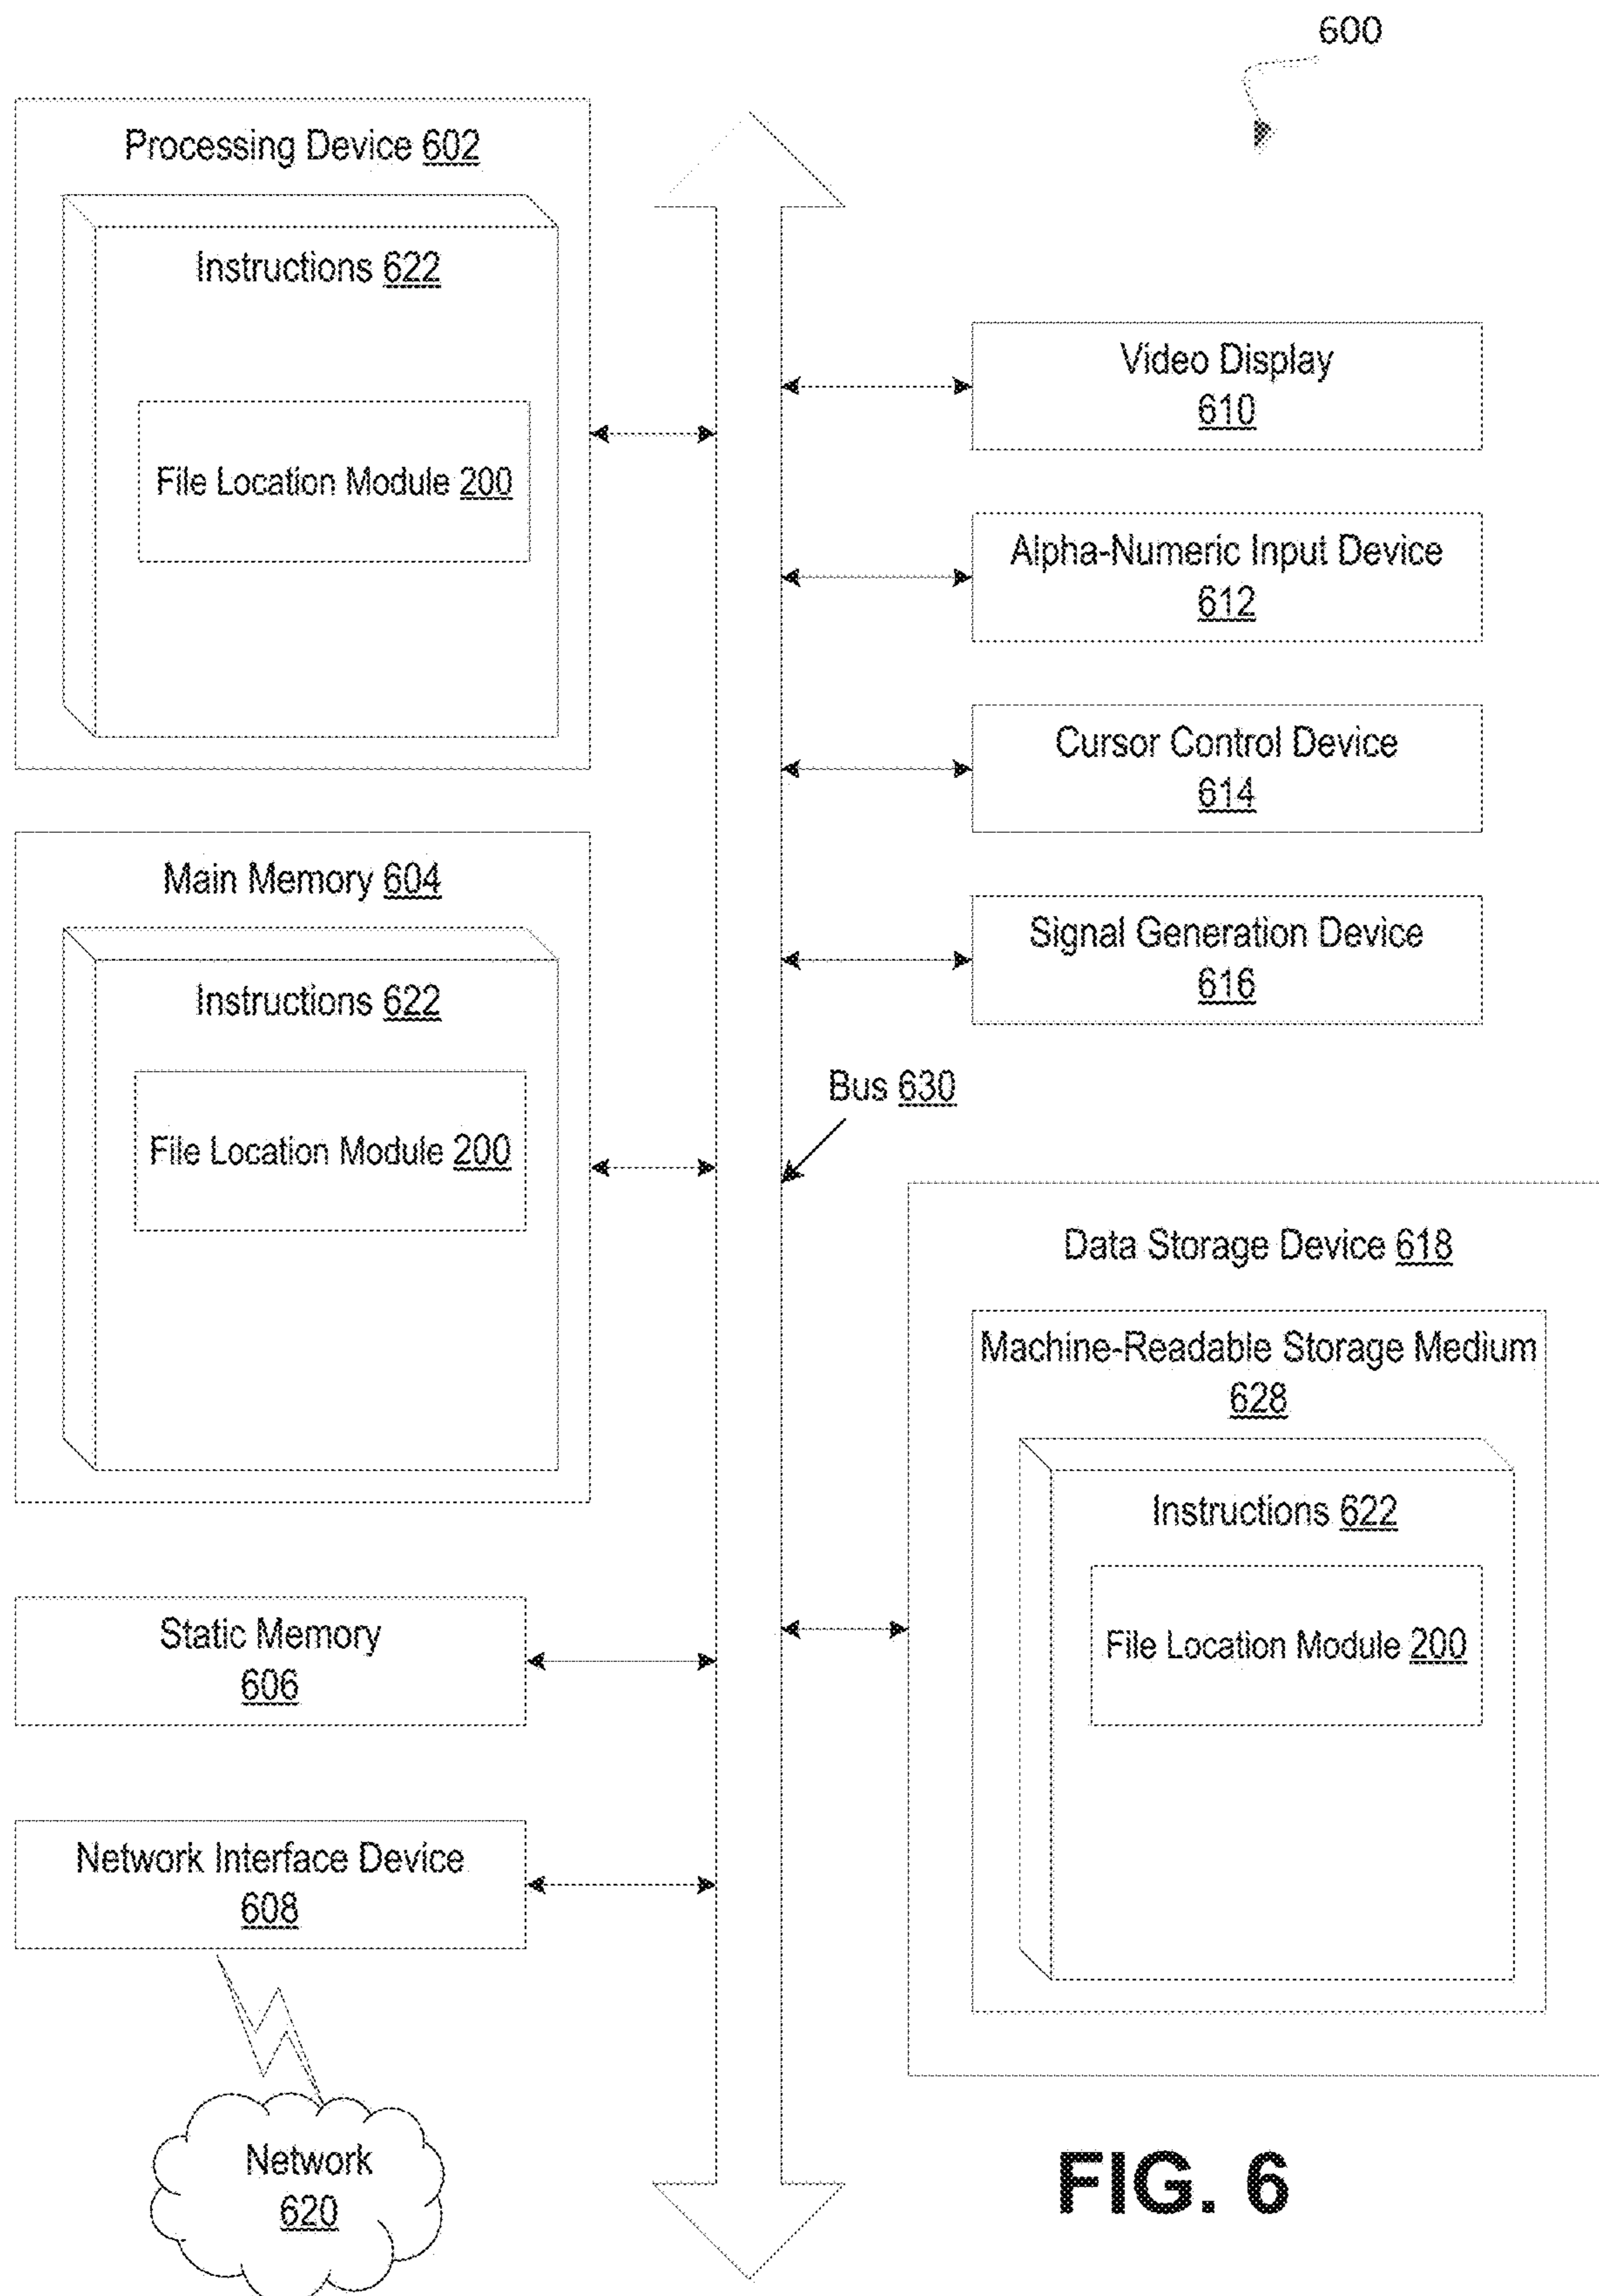 600
Processing Device 602
Instructions 622
File Location Module 200
Video Display
610
Alpha-Numeric Input Device
612
Cursor Control Device
614
Signal Generation Device
616
Main Memory 604
Instructions 622
File Location Module 200
Bus 630
Data Storage Device 618
Machine-Readable Storage Medium
628
Instructions 622
File Location Module 200
Static Memory
606
Network Interface Device
608
Network
620
FIG. 6